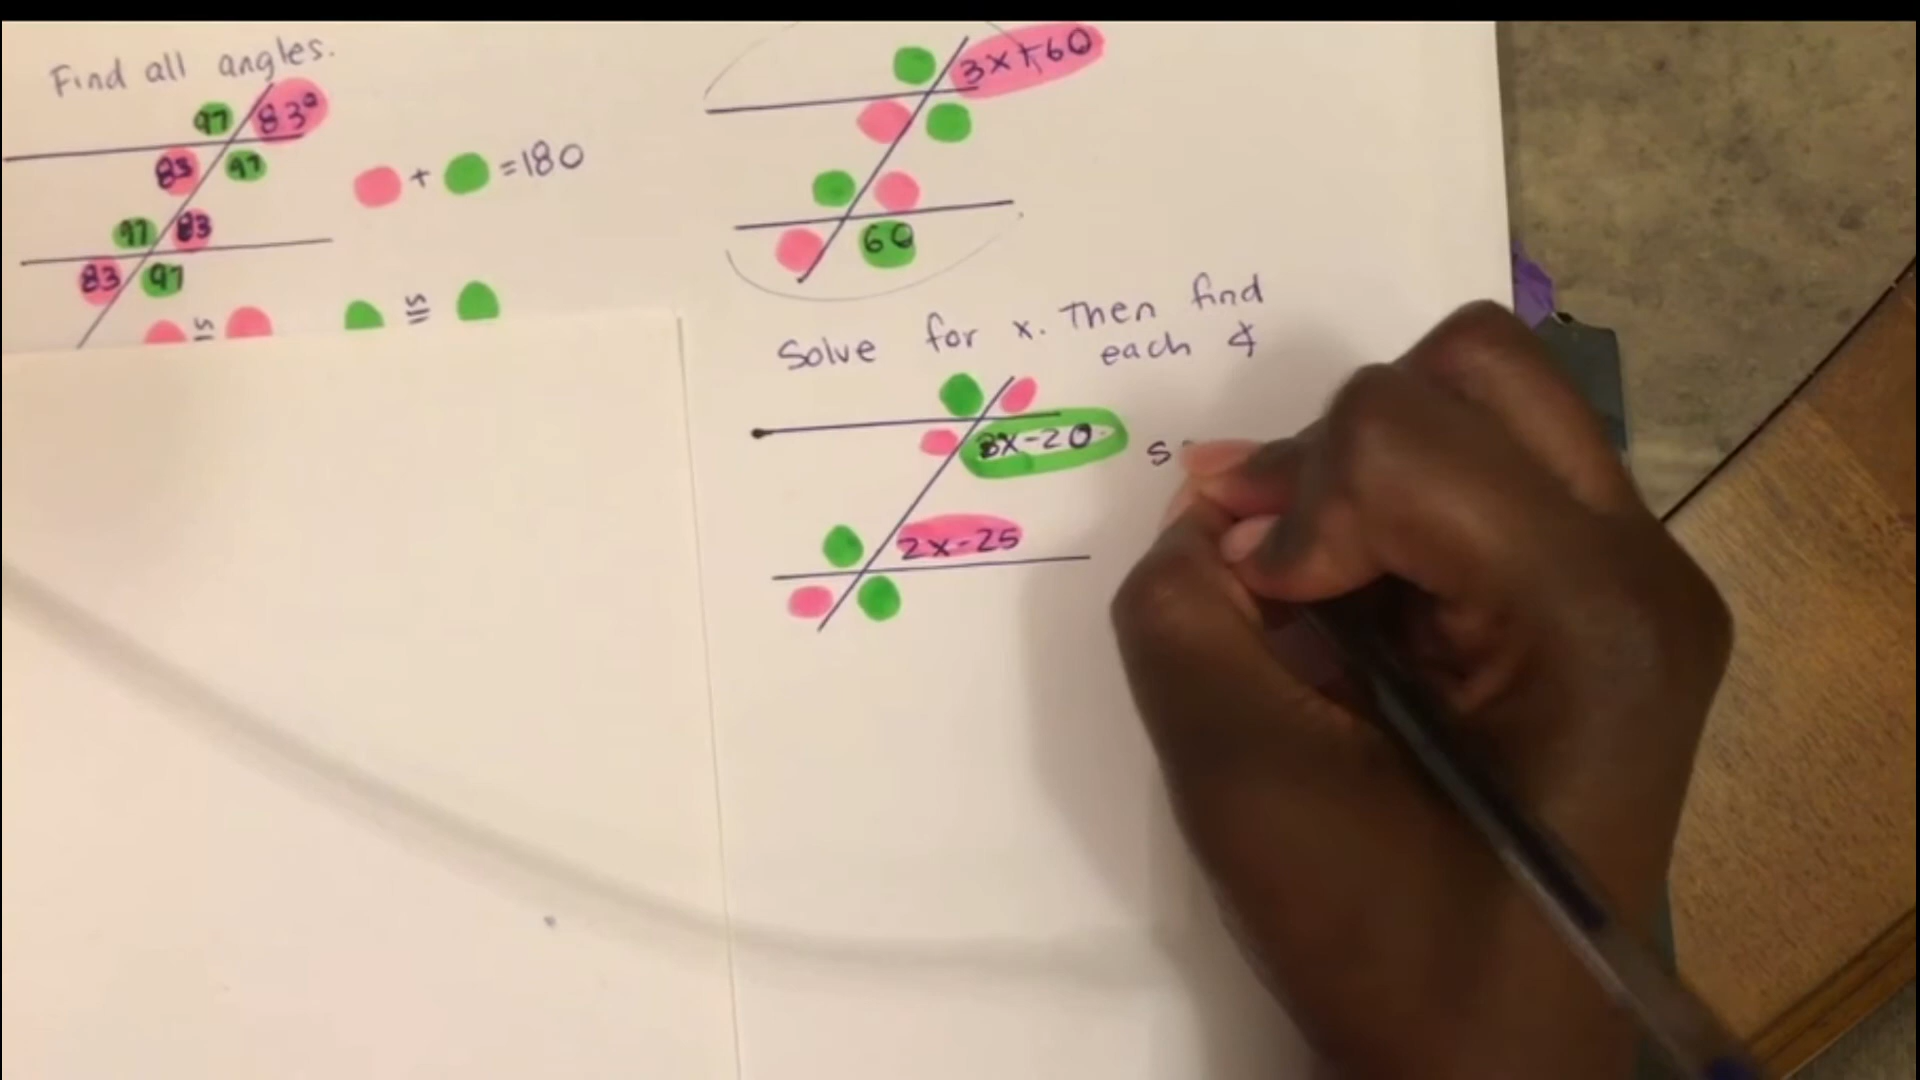 Find all angles.
97 83°
83 97
97 83
83 97
+ = 180
≅ ≅
3x+60
60
Solve for x. Then find
each ∠
3x-20
2x-25